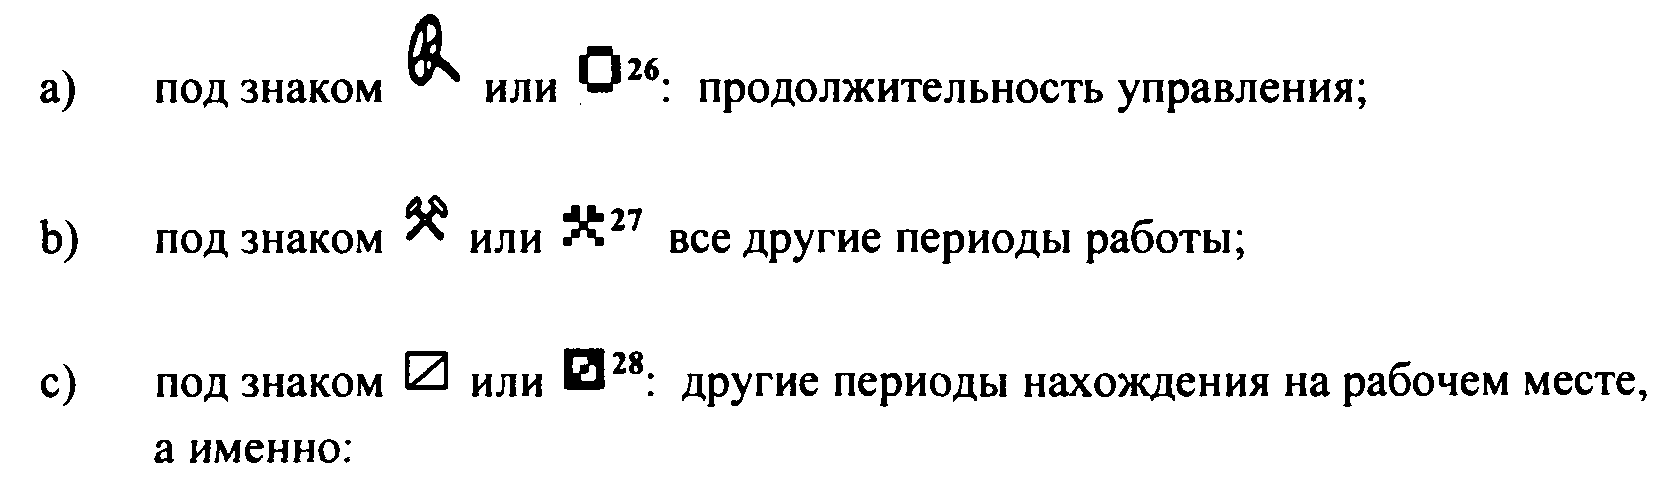 a) под знаком или 26: продолжительность управления;
b) под знаком или 27 все другие периоды работы;
c) под знаком или 28: другие периоды нахождения на рабочем месте,
а именно: